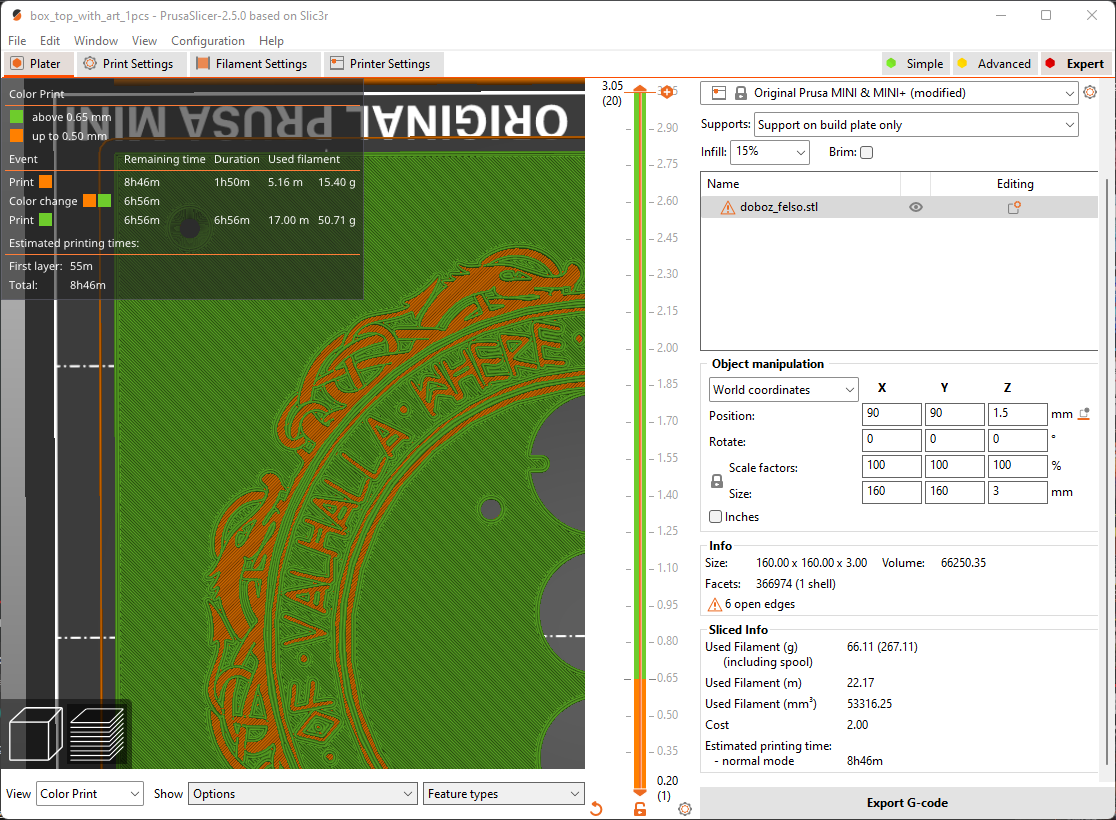 box_top_with_art_1pcs - PrusaSlicer-2.5.0 based on Slic3r
File Edit Window View Configuration Help
Plater Print Settings Filament Settings Printer Settings Simple Advanced Expert
Color Print
above 0.65 mm
up to 0.50 mm
Event Remaining time Duration Used filament
Print 8h46m 1h50m 5.16 m 15.40 g
Color change 6h56m
Print 6h56m 6h56m 17.00 m 50.71 g
Estimated printing times:
First layer: 55m
Total: 8h46m
ORIGINAL PRUSA MINI
OF VALHALLA WHERE
3.05
(20)
3.05
2.90
2.75
2.60
2.45
2.30
2.15
2.00
1.85
1.70
1.55
1.40
1.25
1.10
0.95
0.80
0.65
0.50
0.35
0.20
(1)
Original Prusa MINI & MINI+ (modified)
Supports: Support on build plate only
Infill: 15% Brim:
Name Editing
doboz_felso.stl
Object manipulation
World coordinates X Y Z
Position: 90 90 1.5 mm
Rotate: 0 0 0 °
Scale factors: 100 100 100 %
Size: 160 160 3 mm
Inches
Info
Size: 160.00 x 160.00 x 3.00 Volume: 66250.35
Facets: 366974 (1 shell)
6 open edges
Sliced Info
Used Filament (g) 66.11 (267.11)
(including spool)
Used Filament (m) 22.17
Used Filament (mm³) 53316.25
Cost 2.00
Estimated printing time:
- normal mode 8h46m
View Color Print Show Options Feature types
Export G-code